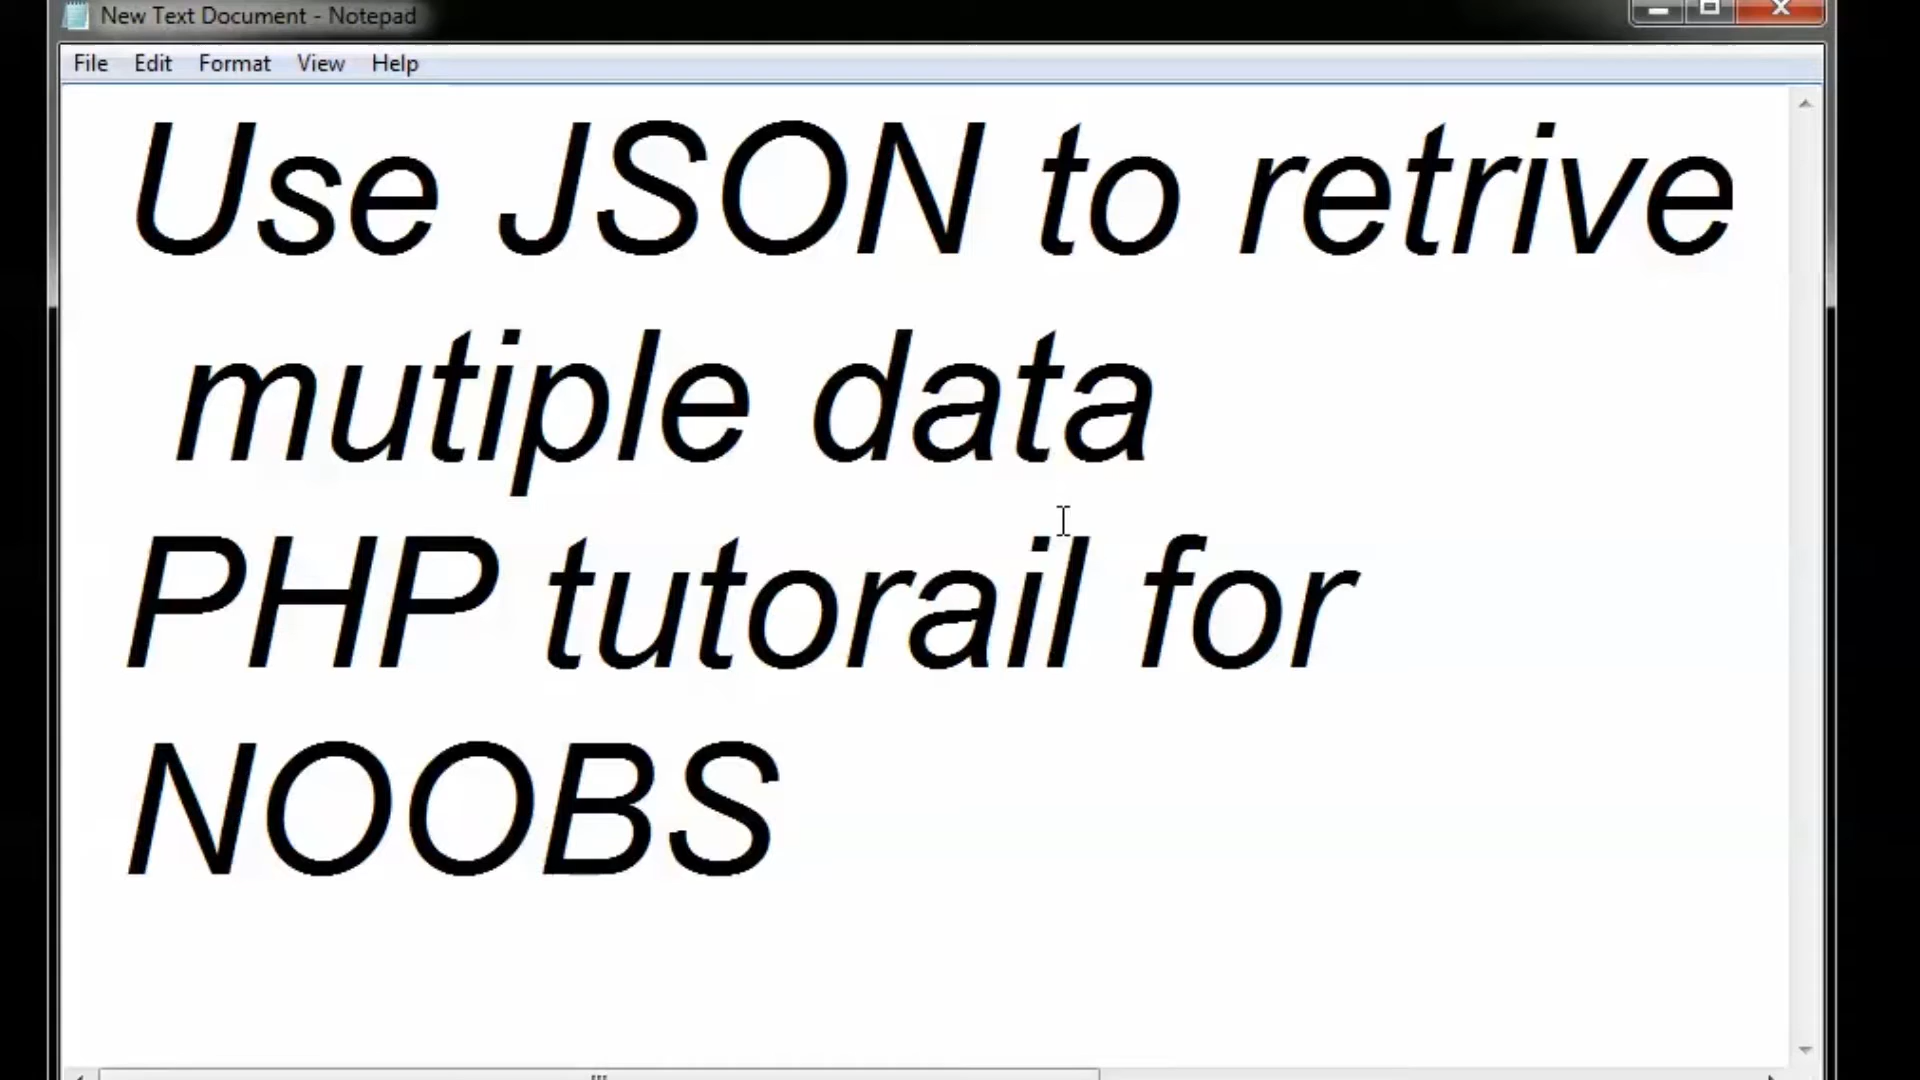 New Text Document - Notepad
File Edit Format View Help
Use JSON to retrive
mutiple data
PHP tutorail for
NOOBS